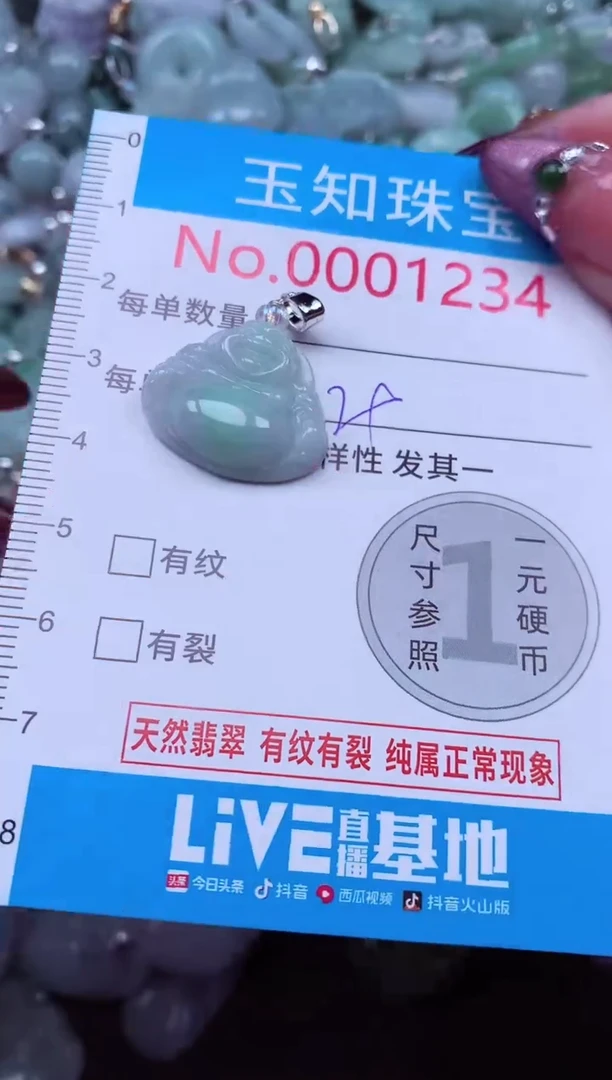 0
玉知珠宝
1
No.0001234
2
每单数量
3
每
4
样性 发其一
5
有纹
6
有裂
7
8
尺寸参照
1
一元硬币
天然翡翠 有纹有裂 纯属正常现象
LiVE直播基地
头条 今日头条 抖音 西瓜视频 抖音火山版